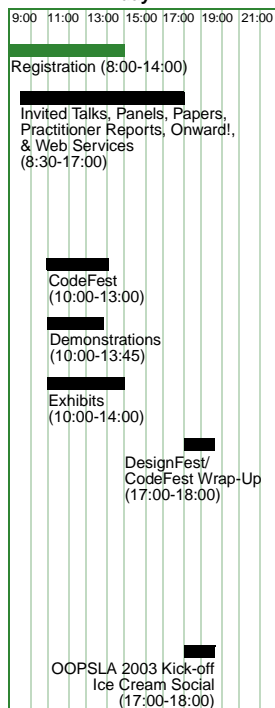 9:00 11:00 13:00 15:00 17:00 19:00 21:00
Registration (8:00-14:00)
Invited Talks, Panels, Papers,
Practitioner Reports, Onward!,
& Web Services
(8:30-17:00)
CodeFest
(10:00-13:00)
Demonstrations
(10:00-13:45)
Exhibits
(10:00-14:00)
DesignFest/
CodeFest Wrap-Up
(17:00-18:00)
OOPSLA 2003 Kick-off
Ice Cream Social
(17:00-18:00)